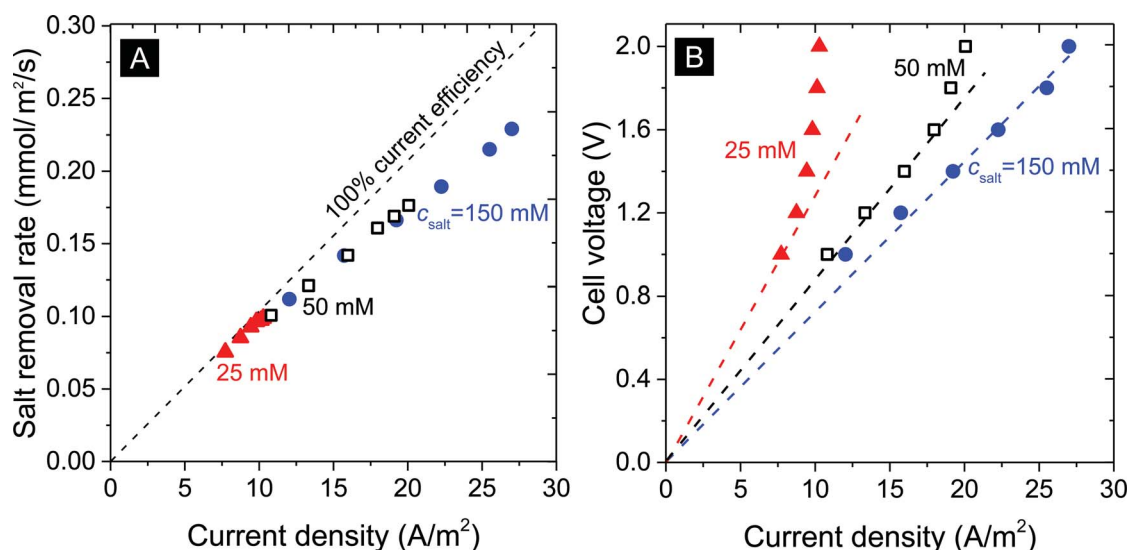 A
Salt removal rate (mmol/m²/s)
0.30
0.25
0.20
0.15
0.10
0.05
0.00
100% current efficiency
c_salt=150 mM
50 mM
25 mM
0 5 10 15 20 25 30
Current density (A/m²)
B
Cell voltage (V)
2.0
1.6
1.2
0.8
0.4
0.0
50 mM
25 mM
c_salt=150 mM
0 5 10 15 20 25 30
Current density (A/m²)